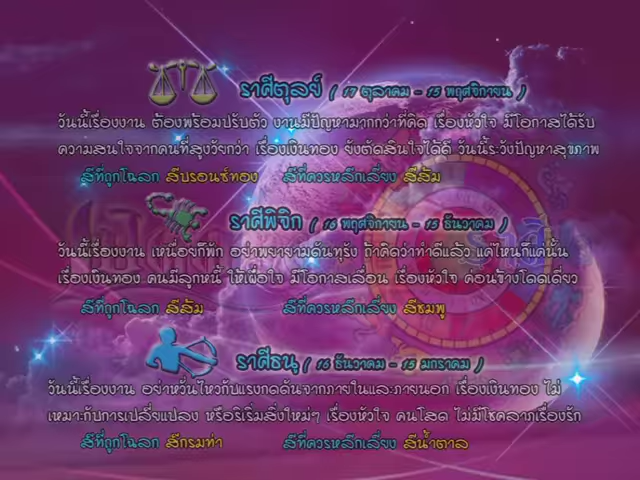 ราศีตุลย์ ( 17 ตุลาคม - 15 พฤศจิกายน )
วันนี้เรื่องงาน ต้องพร้อมปรับตัว งานมีปัญหามากกว่าที่คิด เรื่องหัวใจ มีโอกาสได้รับ
ความสนใจจากคนที่สูงวัยกว่า เรื่องเงินทอง ยังตัดสินใจได้ดี วันนี้ระวังปัญหาสุขภาพ
สีที่ถูกโฉลก สีบรอนซ์ทอง สีที่ควรหลีกเลี่ยง สีส้ม
ราศีพิจิก ( 16 พฤศจิกายน - 15 ธันวาคม )
วันนี้เรื่องงาน เหนื่อยก็พัก อย่าพยายามดันทุรัง ถ้าคิดว่าทำดีแล้ว แค่ไหนก็แค่นั้น
เรื่องเงินทอง คนมีลูกหนี้ ให้เผื่อใจ มีโอกาสเลื่อน เรื่องหัวใจ ค่อนข้างโดดเดี่ยว
สีที่ถูกโฉลก สีส้ม สีที่ควรหลีกเลี่ยง สีชมพู
ราศีธนู ( 16 ธันวาคม - 15 มกราคม )
วันนี้เรื่องงาน อย่าหวั่นไหวกับแรงกดดันจากภายในและภายนอก เรื่องเงินทอง ไม่
เหมาะกับการเปลี่ยแปลง หรือริเริ่มสิ่งใหม่ๆ เรื่องหัวใจ คนโสด ไม่มีโชคลาภเรื่องรัก
สีที่ถูกโฉลก สีกรมท่า สีที่ควรหลีกเลี่ยง สีน้ำตาล